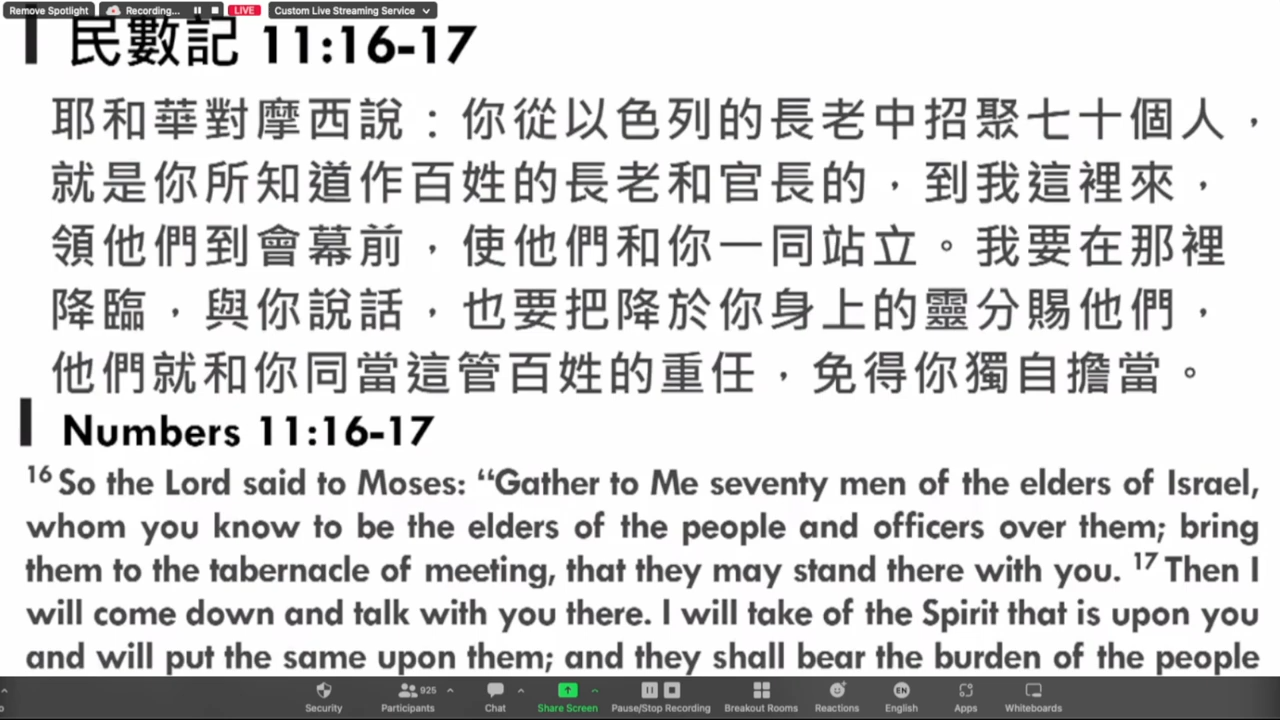 Remove Spotlight Recording... LIVE Custom Live Streaming Service
民數記 11:16-17
耶和華對摩西說：你從以色列的長老中招聚七十個人，
就是你所知道作百姓的長老和官長的，到我這裡來，
領他們到會幕前，使他們和你一同站立。我要在那裡
降臨，與你說話，也要把降於你身上的靈分賜他們，
他們就和你同當這管百姓的重任，免得你獨自擔當。
Numbers 11:16-17
16 So the Lord said to Moses: “Gather to Me seventy men of the elders of Israel,
whom you know to be the elders of the people and officers over them; bring
them to the tabernacle of meeting, that they may stand there with you. 17 Then I
will come down and talk with you there. I will take of the Spirit that is upon you
and will put the same upon them; and they shall bear the burden of the people
925 EN
Security Participants Chat Share Screen Pause/Stop Recording Breakout Rooms Reactions English Apps Whiteboards